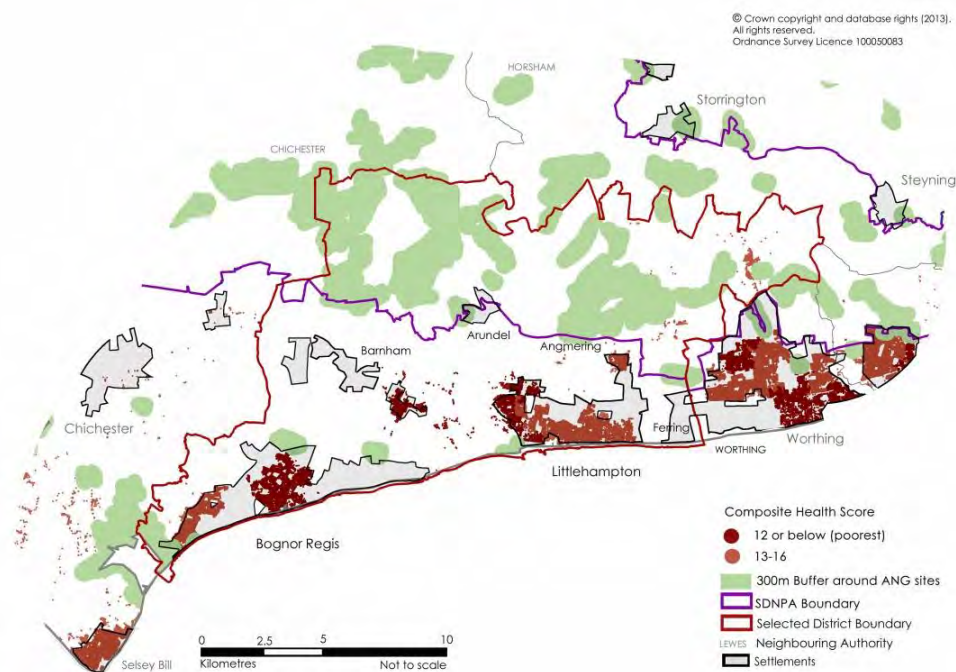 © Crown copyright and database rights (2013).
All rights reserved.
Ordnance Survey Licence 100050083
HORSHAM
Storrington
CHICHESTER
Steyning
Arundel
Angmering
Barnham
Chichester
Ferring
WORTHING
Worthing
Littlehampton
Bognor Regis
Selsey Bill
0 2.5 5 10
Kilometres Not to scale
Composite Health Score
12 or below (poorest)
13-16
300m Buffer around ANG sites
SDNPA Boundary
Selected District Boundary
LEWES Neighbouring Authority
Settlements